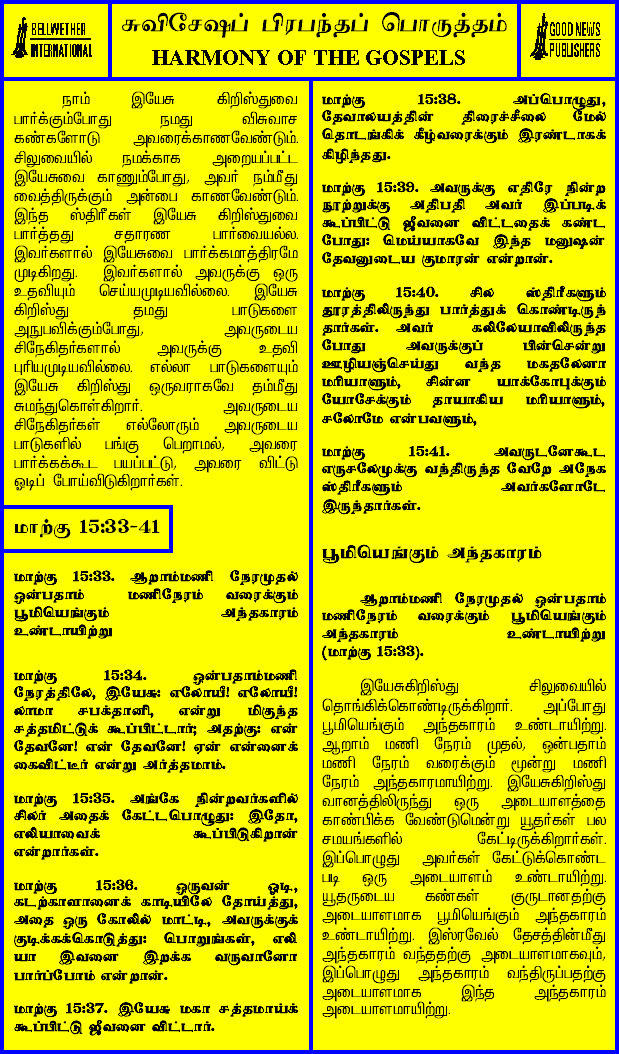 BELLWETHER
INTERNATIONAL
சுவிசேஷப் பிரபந்தப் பொருத்தம்
HARMONY OF THE GOSPELS
GOOD NEWS
PUBLISHERS
நாம் இயேசு கிறிஸ்துவை
பார்க்கும்போது நமது விசுவாச
கண்களோடு அவரைக்காணவேண்டும்.
சிலுவையில் நமக்காக அறையப்பட்ட
இயேசுவை காணும்போது, அவர் நம்மீது
வைத்திருக்கும் அன்பை காணவேண்டும்.
இந்த ஸ்திரீகள் இயேசு கிறிஸ்துவை
பார்த்தது சதாரண பார்வையல்ல.
இவர்களால் இயேசுவை பார்க்கமாத்திரமே
முடிகிறது. இவர்களால் அவருக்கு ஒரு
உதவியும் செய்யமுடியவில்லை. இயேசு
கிறிஸ்து தமது பாடுகளை
அநுபவிக்கும்போது, அவருடைய
சிநேகிதர்களால் அவருக்கு உதவி
புரியமுடியவில்லை. எல்லா பாடுகளையும்
இயேசு கிறிஸ்து ஒருவராகவே தம்மீது
சுமந்துகொள்கிறார். அவருடைய
சிநேகிதர்கள் எல்லோரும் அவருடைய
பாடுகளில் பங்கு பெறாமல், அவரை
பார்க்கக்கூட பயப்பட்டு, அவரை விட்டு
ஓடிப் போய்விடுகிறார்கள்.
மாற்கு 15:33-41
மாற்கு 15:33. ஆறாம்மணி நேரமுதல்
ஒன்பதாம் மணிநேரம் வரைக்கும்
பூமியெங்கும் அந்தகாரம்
உண்டாயிற்று
மாற்கு 15:34. ஒன்பதாம்மணி
நேரத்திலே, இயேசு: எலோயீ! எலோயீ!
லாமா சபக்தானி, என்று மிகுந்த
சத்தமிட்டுக் கூப்பிட்டார்; அதற்கு: என்
தேவனே! என் தேவனே! ஏன் என்னைக்
கைவிட்டீர் என்று அர்த்தமாம்.
மாற்கு 15:35. அங்கே நின்றவர்களில்
சிலர் அதைக் கேட்டபொழுது: இதோ,
எலியாவைக் கூப்பிடுகிறான்
என்றார்கள்.
மாற்கு 15:36. ஒருவன் ஓடி,
கடற்காளானைக் காடியிலே தோய்த்து,
அதை ஒரு கோலில் மாட்டி, அவருக்குக்
குடிக்கக்கொடுத்து: பொறுங்கள், எலி
யா இவனை இறக்க வருவானோ
பார்ப்போம் என்றான்.
மாற்கு 15:37. இயேசு மகா சத்தமாய்க்
கூப்பிட்டு ஜீவனை விட்டார்.
மாற்கு 15:38. அப்பொழுது,
தேவாலயத்தின் திரைச்சீலை மேல்
தொடங்கிக் கீழ்வரைக்கும் இரண்டாகக்
கிழிந்தது.
மாற்கு 15:39. அவருக்கு எதிரே நின்ற
நூற்றுக்கு அதிபதி அவர் இப்படிக்
கூப்பிட்டு ஜீவனை விட்டதைக் கண்ட
போது: மெய்யாகவே இந்த மனுஷன்
தேவனுடைய குமாரன் என்றான்.
மாற்கு 15:40. சில ஸ்திரீகளும்
தூரத்திலிருந்து பார்த்துக் கொண்டிருந்
தார்கள். அவர் கலிலேயாவிலிருந்த
போது அவருக்குப் பின்சென்று
ஊழியஞ்செய்து வந்த மகதலேனா
மரியாளும், சின்ன யாக்கோபுக்கும்
யோசேக்கும் தாயாகிய மரியாளும்,
சலோமே என்பவளும்,
மாற்கு 15:41. அவருடனேகூட
எருசலேமுக்கு வந்திருந்த வேறே அநேக
ஸ்திரீகளும் அவர்களோடே
இருந்தார்கள்.
பூமியெங்கும் அந்தகாரம்
ஆறாம்மணி நேரமுதல் ஒன்பதாம்
மணிநேரம் வரைக்கும் பூமியெங்கும்
அந்தகாரம் உண்டாயிற்று
(மாற்கு 15:33).
இயேசுகிறிஸ்து சிலுவையில்
தொங்கிக்கொண்டிருக்கிறார். அப்போது
பூமியெங்கும் அந்தகாரம் உண்டாயிற்று.
ஆறாம் மணி நேரம் முதல், ஒன்பதாம்
மணி நேரம் வரைக்கும் மூன்று மணி
நேரம் அந்தகாரமாயிற்று. இயேசுகிறிஸ்து
வானத்திலிருந்து ஒரு அடையாளத்தை
காண்பிக்க வேண்டுமென்று யூதர்கள் பல
சமயங்களில் கேட்டிருக்கிறார்கள்.
இப்பொழுது அவர்கள் கேட்டுக்கொண்ட
படி ஒரு அடையாளம் உண்டாயிற்று.
யூதருடைய கண்கள் குருடானதற்கு
அடையாளமாக பூமியெங்கும் அந்தகாரம்
உண்டாயிற்று. இஸ்ரவேல் தேசத்தின்மீது
அந்தகாரம் வந்ததற்கு அடையாளமாகவும்,
இப்பொழுது அந்தகாரம் வந்திருப்பதற்கு
அடையாளமாக இந்த அந்தகாரம்
அடையாளமாயிற்று.